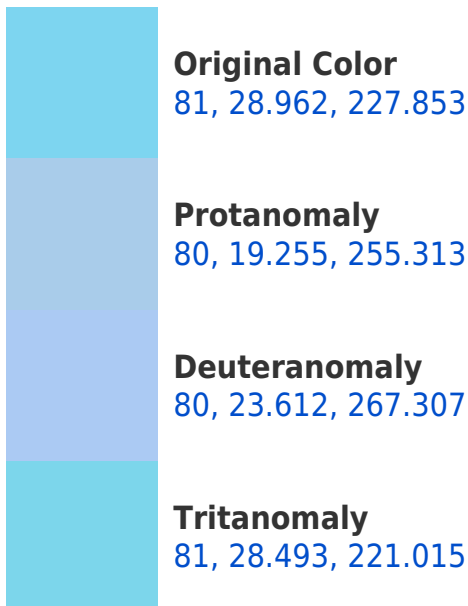 Original Color
81, 28.962, 227.853
Protanomaly
80, 19.255, 255.313
Deuteranomaly
80, 23.612, 267.307
Tritanomaly
81, 28.493, 221.015